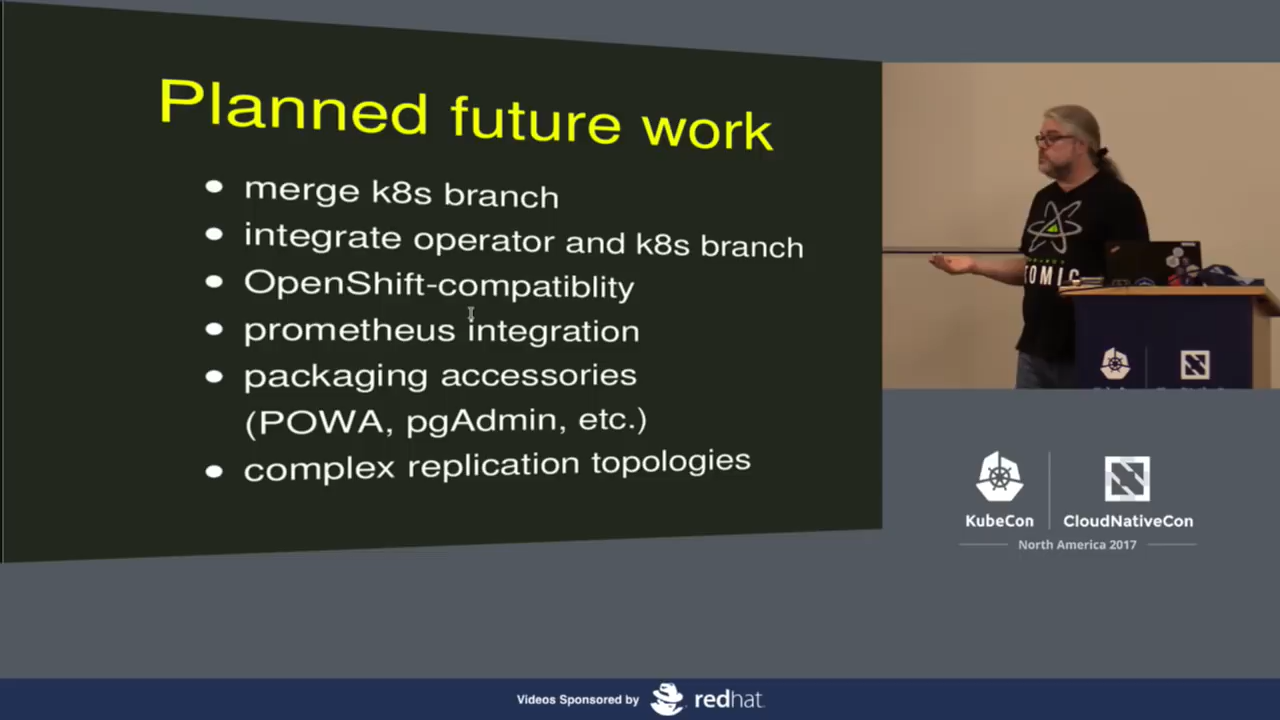 Planned future work
merge k8s branch
integrate operator and k8s branch
OpenShift-compatiblity
prometheus integration
packaging accessories
(POWA, pgAdmin, etc.)
complex replication topologies
TOMIC
KubeCon
CloudNativeCon
North America 2017
Videos Sponsored by
redhat